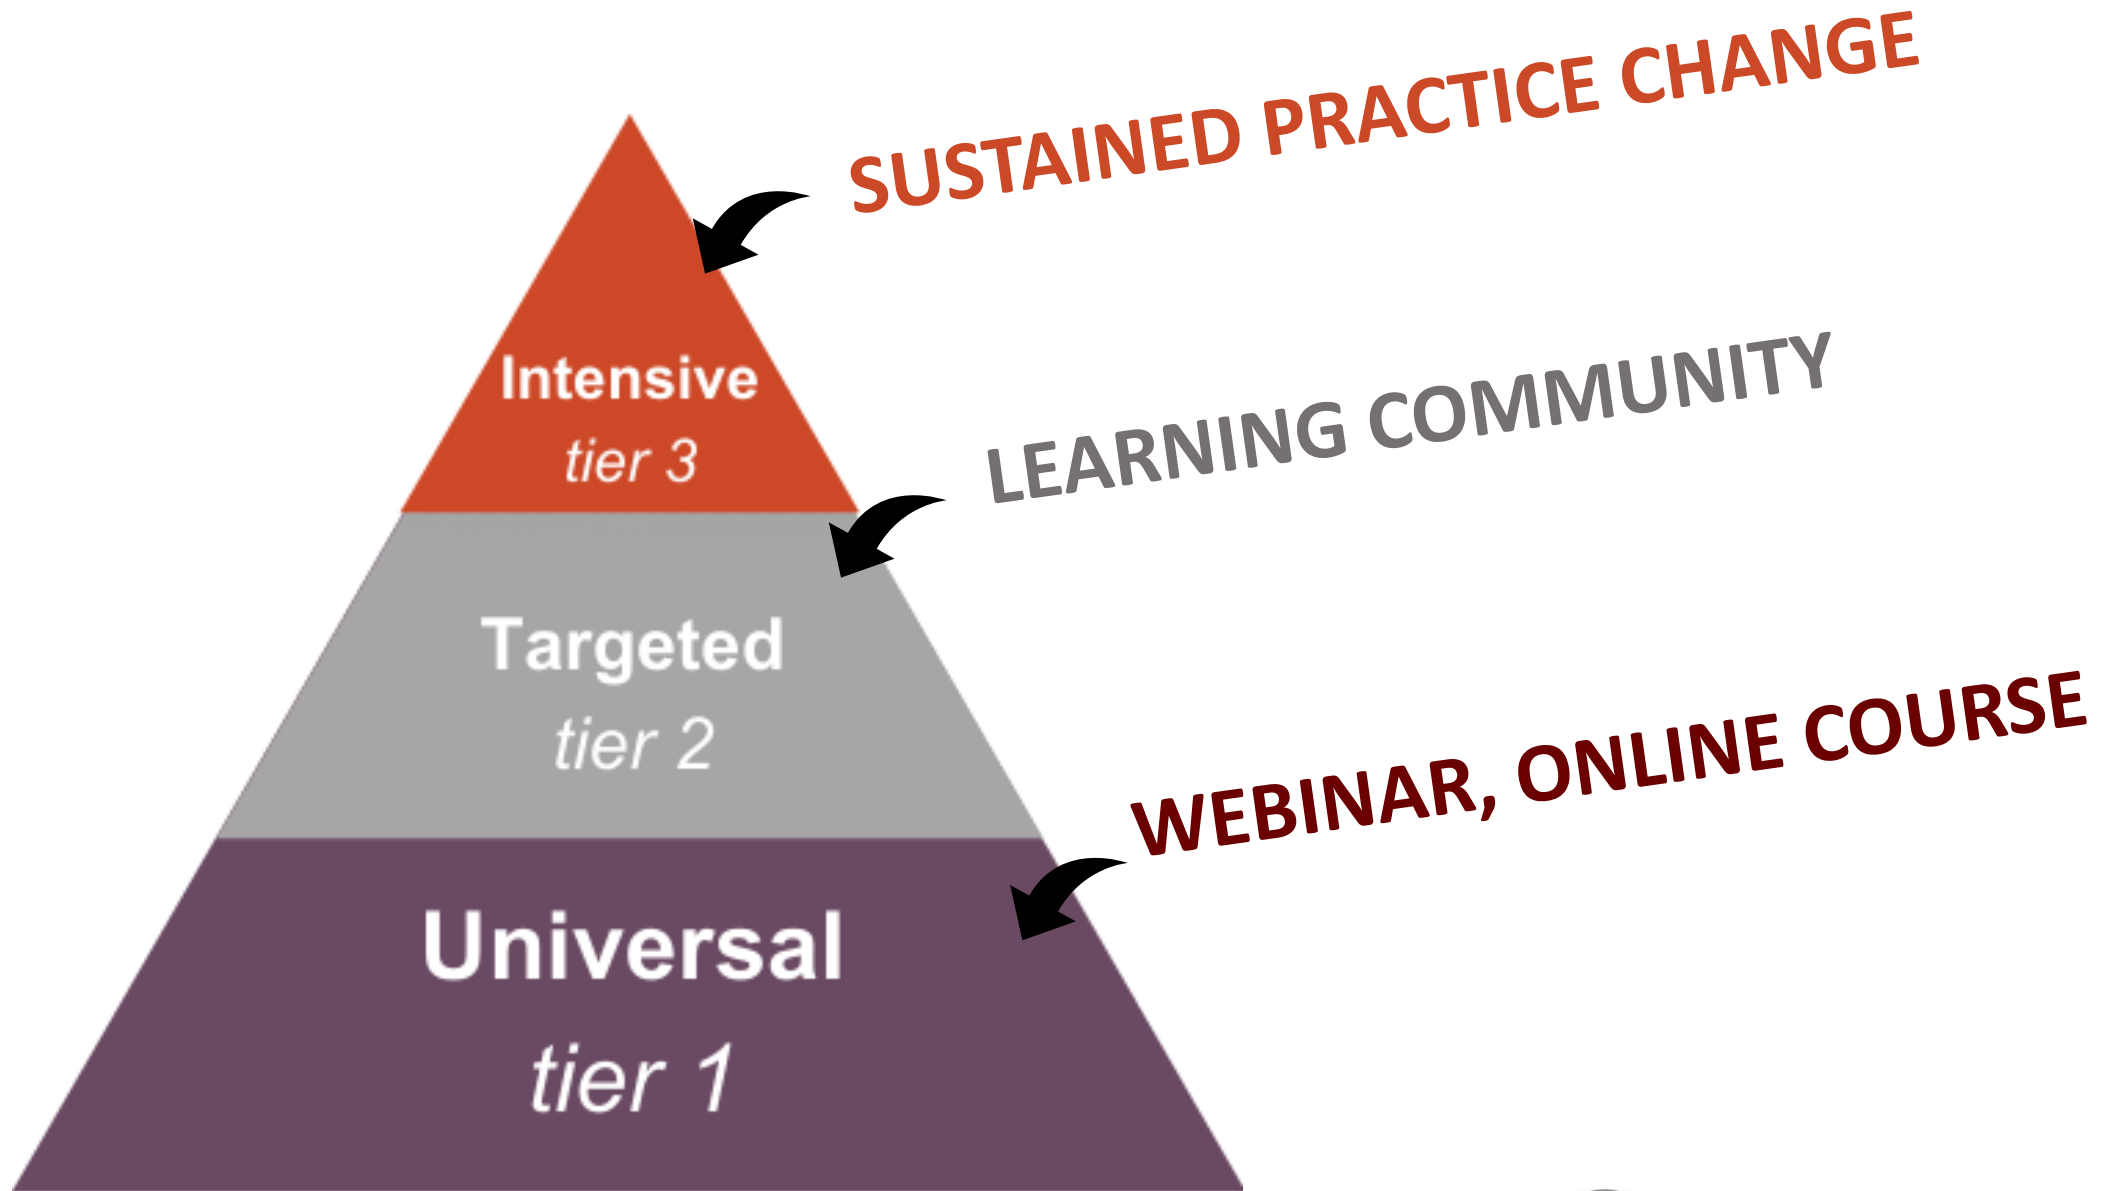 SUSTAINED PRACTICE CHANGE
Intensive
tier 3
LEARNING COMMUNITY
Targeted
tier 2
WEBINAR, ONLINE COURSE
Universal
tier 1